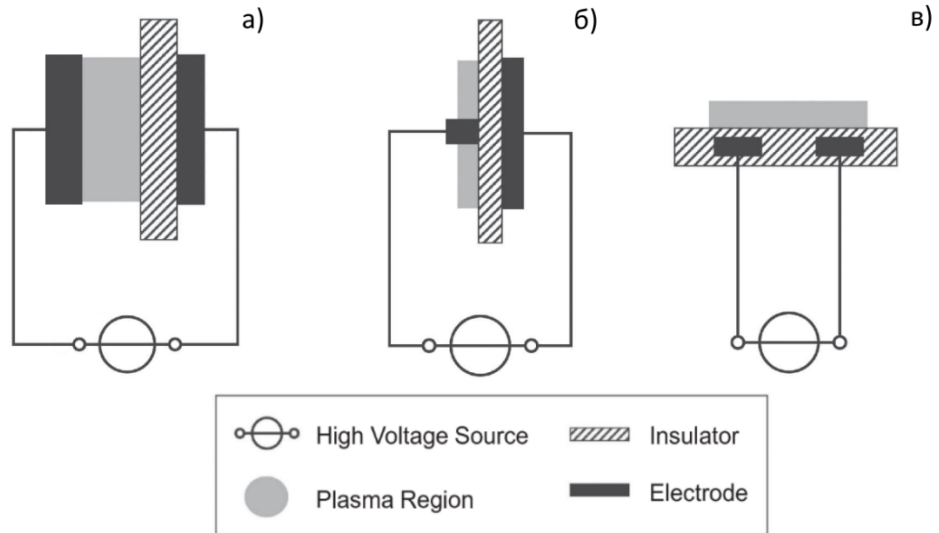 а)
б)
в)
High Voltage Source
Insulator
Plasma Region
Electrode